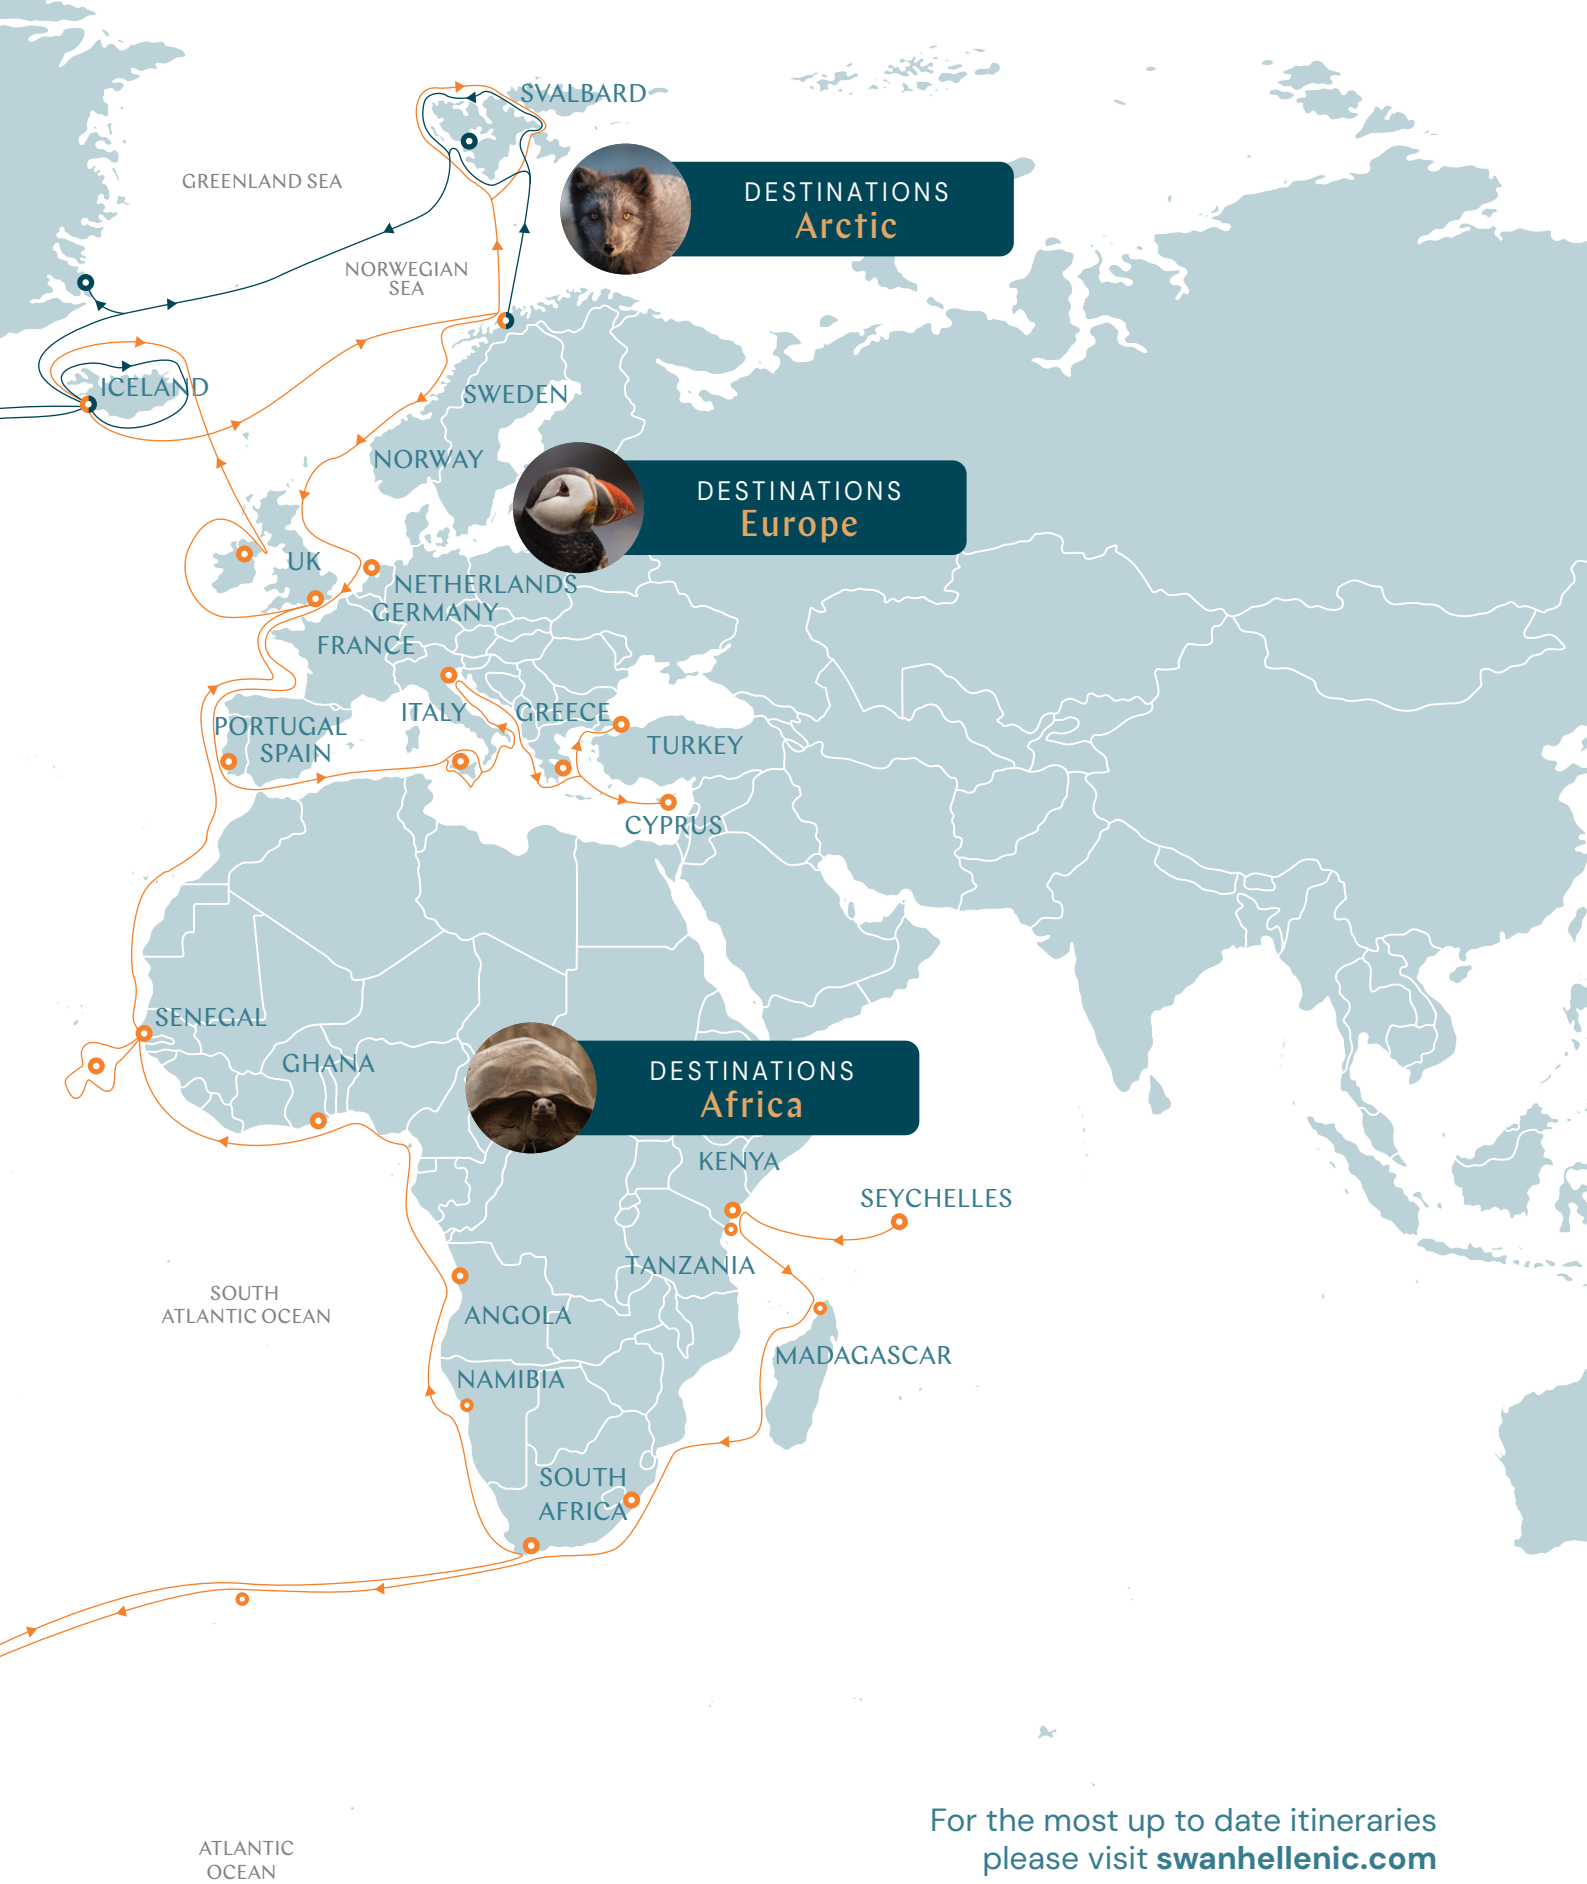 SVALBARD
GREENLAND SEA
DESTINATIONS
Arctic
NORWEGIAN
SEA
ICELAND
SWEDEN
NORWAY
DESTINATIONS
Europe
UK
NETHERLANDS
GERMANY
FRANCE
ITALY
GREECE
PORTUGAL
SPAIN
TURKEY
CYPRUS
SENEGAL
GHANA
DESTINATIONS
Africa
KENYA
SEYCHELLES
TANZANIA
SOUTH
ATLANTIC OCEAN
ANGOLA
MADAGASCAR
NAMIBIA
SOUTH
AFRICA
For the most up to date itineraries
please visit swanhellenic.com
ATLANTIC
OCEAN